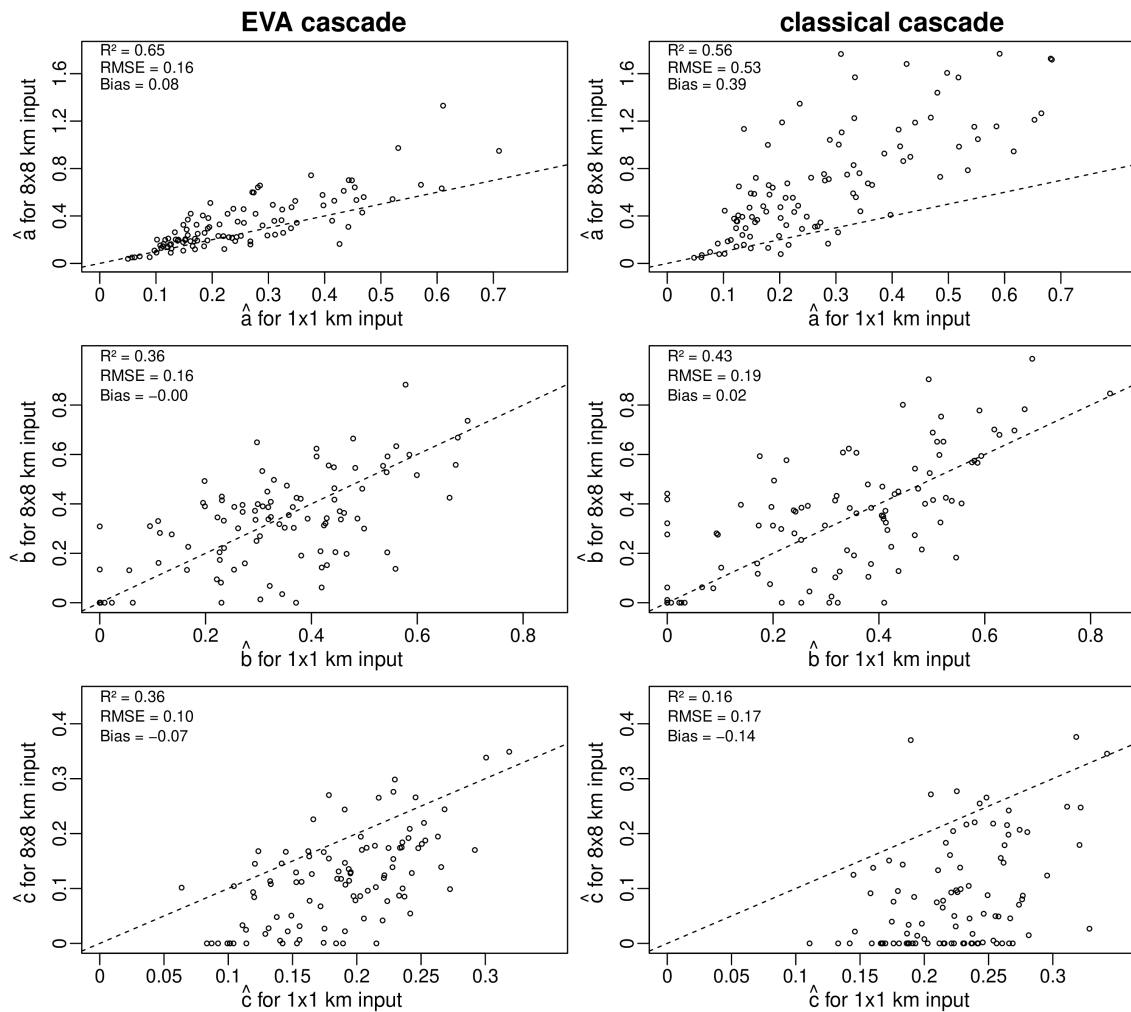 EVA cascade
classical cascade
R² = 0.65
RMSE = 0.16
Bias = 0.08
0 0.4 0.8 1.2 1.6
â for 8x8 km input
0 0.1 0.2 0.3 0.4 0.5 0.6 0.7
â for 1x1 km input
R² = 0.56
RMSE = 0.53
Bias = 0.39
0 0.4 0.8 1.2 1.6
â for 8x8 km input
0 0.1 0.2 0.3 0.4 0.5 0.6 0.7
â for 1x1 km input
R² = 0.36
RMSE = 0.16
Bias = −0.00
0 0.2 0.4 0.6 0.8
b̂ for 8x8 km input
0 0.2 0.4 0.6 0.8
b̂ for 1x1 km input
R² = 0.43
RMSE = 0.19
Bias = 0.02
0 0.2 0.4 0.6 0.8
b̂ for 8x8 km input
0 0.2 0.4 0.6 0.8
b̂ for 1x1 km input
R² = 0.36
RMSE = 0.10
Bias = −0.07
0 0.1 0.2 0.3 0.4
ĉ for 8x8 km input
0 0.05 0.1 0.15 0.2 0.25 0.3
ĉ for 1x1 km input
R² = 0.16
RMSE = 0.17
Bias = −0.14
0 0.1 0.2 0.3 0.4
ĉ for 8x8 km input
0 0.05 0.1 0.15 0.2 0.25 0.3
ĉ for 1x1 km input